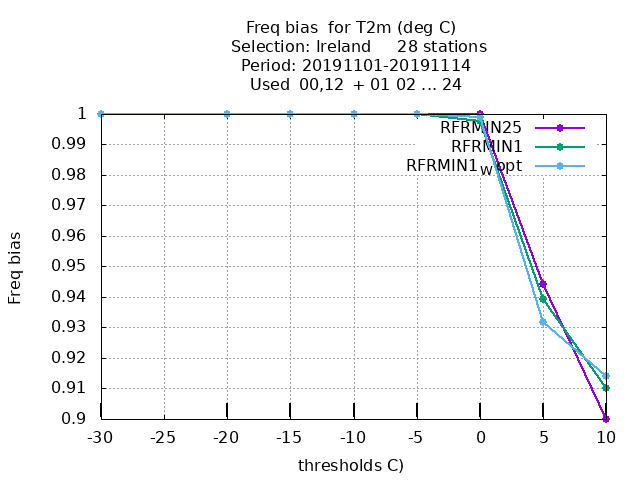 Freq bias  for T2m (deg C)
Selection: Ireland     28 stations
Period: 20191101-20191114
Used  00,12  + 01 02 ... 24
RFRMIN25
RFRMIN1
RFRMIN1Wopt
1
0.99
0.98
0.97
0.96
0.95
0.94
0.93
0.92
0.91
0.9
Freq bias
-30 -25 -20 -15 -10 -5 0 5 10
thresholds C)